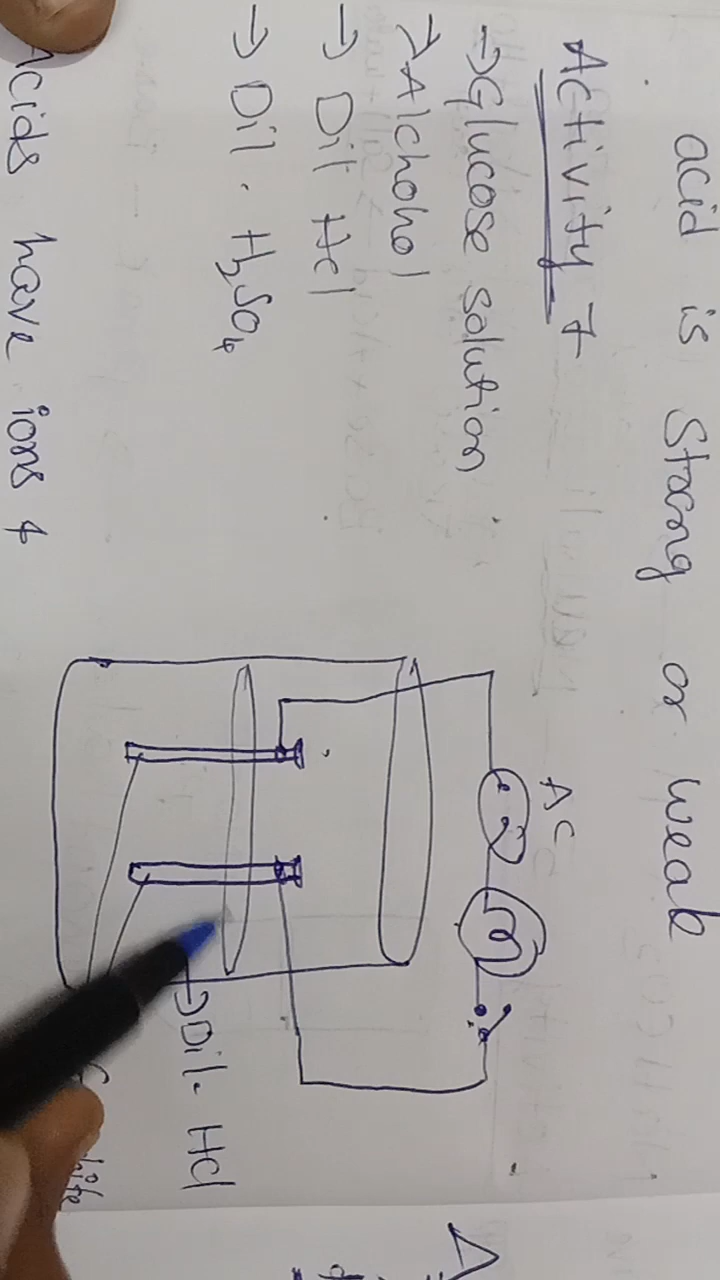 acid is Strong or weak
Activity 7
→ Glucose solution
→ Alchohol
→ Dil Hcl
→ Dil. H₂SO₄
Acids have ions &
AC
→ Dil. HCl